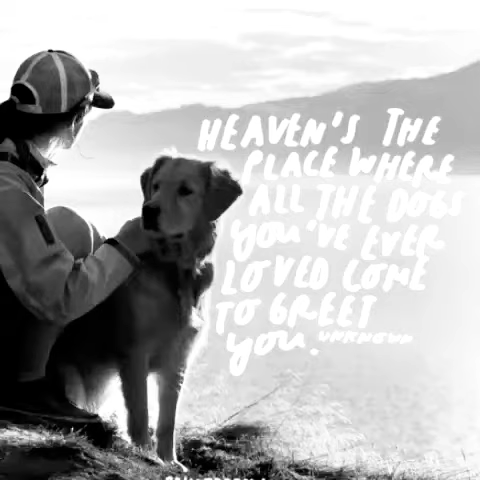 HEAVEN'S THE
PLACE WHERE
ALL THE DOGS
YOU'VE EVER
LOVED COME
TO GREET
YOU. UNKNOWN